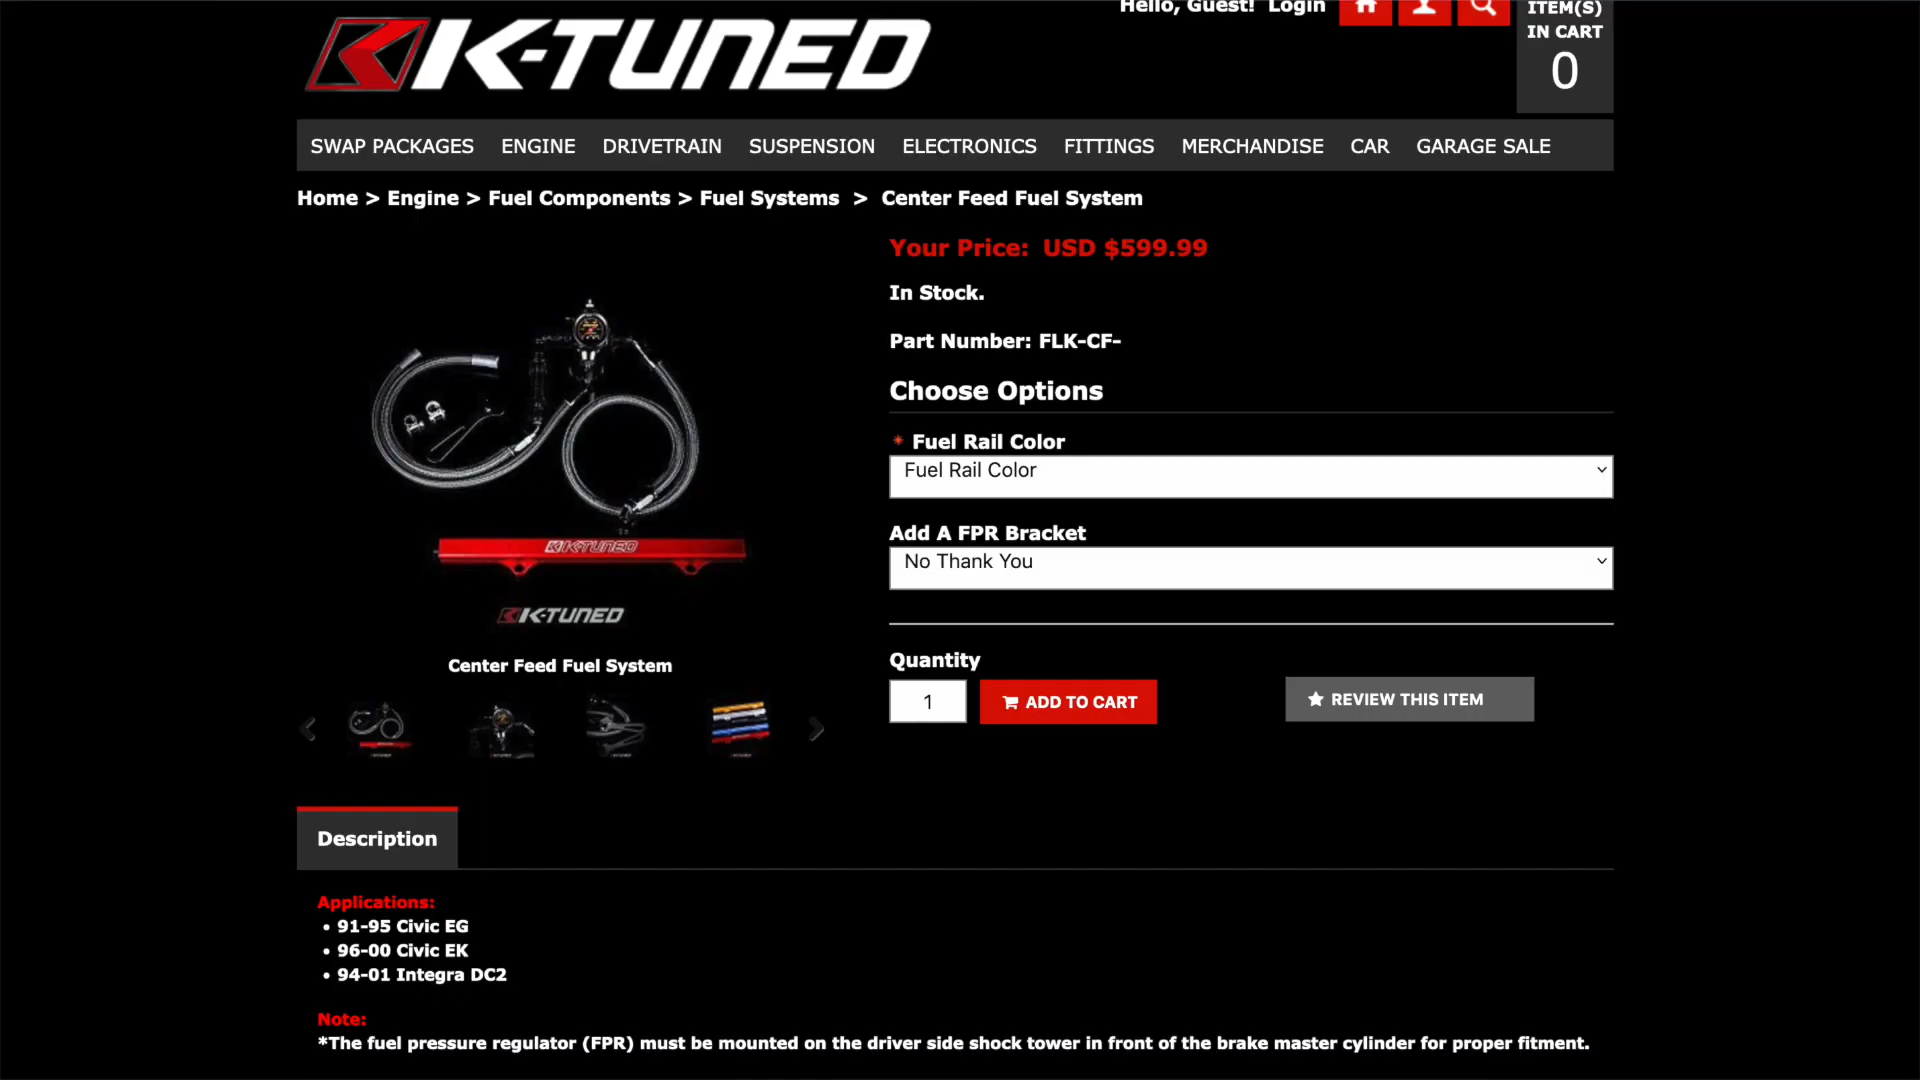 Hello, Guest! Login
ITEM(S)
IN CART
0
K-TUNED
SWAP PACKAGES ENGINE DRIVETRAIN SUSPENSION ELECTRONICS FITTINGS MERCHANDISE CAR GARAGE SALE
Home > Engine > Fuel Components > Fuel Systems > Center Feed Fuel System
Your Price: USD $599.99
In Stock.
Part Number: FLK-CF-
Choose Options
* Fuel Rail Color
Fuel Rail Color
Add A FPR Bracket
No Thank You
K-TUNED
K-TUNED
Center Feed Fuel System
Quantity
1
ADD TO CART
REVIEW THIS ITEM
Description
Applications:
• 91-95 Civic EG
• 96-00 Civic EK
• 94-01 Integra DC2
Note:
*The fuel pressure regulator (FPR) must be mounted on the driver side shock tower in front of the brake master cylinder for proper fitment.